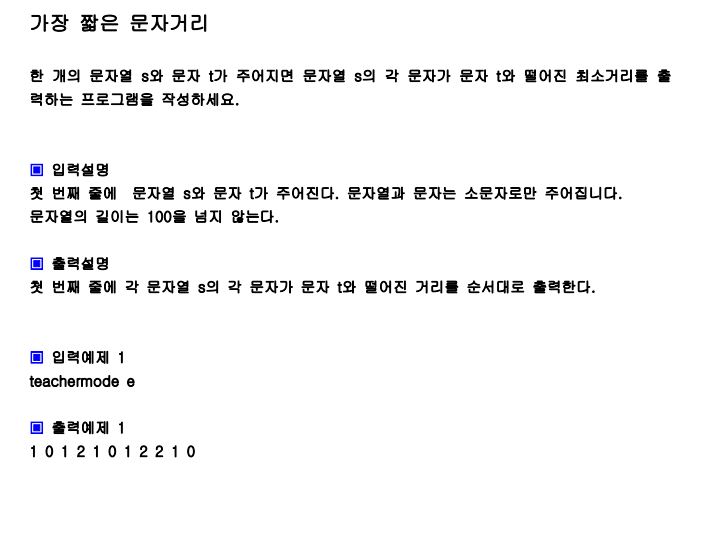 가장 짧은 문자거리
한 개의 문자열 s와 문자 t가 주어지면 문자열 s의 각 문자가 문자 t와 떨어진 최소거리를 출
력하는 프로그램을 작성하세요.
▣ 입력설명
첫 번째 줄에 문자열 s와 문자 t가 주어진다. 문자열과 문자는 소문자로만 주어집니다.
문자열의 길이는 100을 넘지 않는다.
▣ 출력설명
첫 번째 줄에 각 문자열 s의 각 문자가 문자 t와 떨어진 거리를 순서대로 출력한다.
▣ 입력예제 1
teachermode e
▣ 출력예제 1
1 0 1 2 1 0 1 2 2 1 0